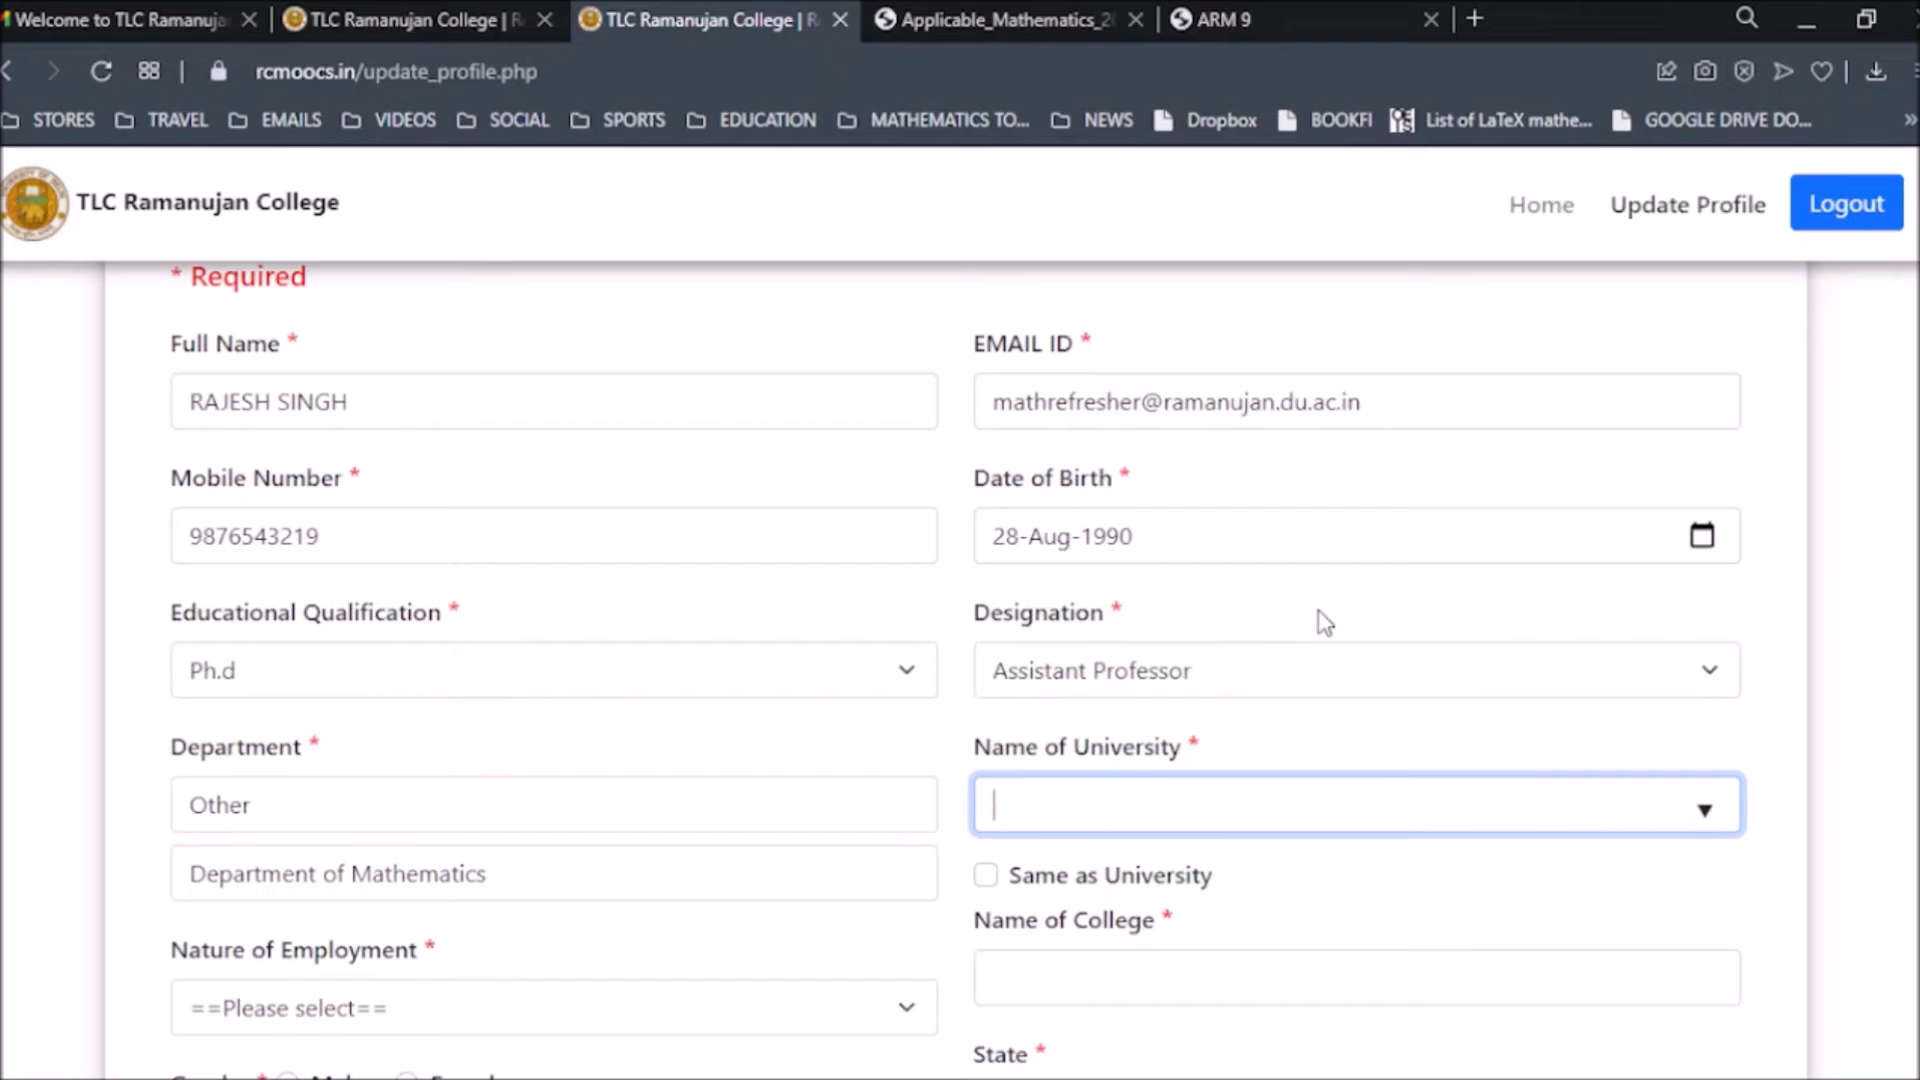 Welcome to TLC Ramanuja
TLC Ramanujan College | R
TLC Ramanujan College | R
Applicable_Mathematics_2
ARM 9
rcmoocs.in/update_profile.php
STORES
TRAVEL
EMAILS
VIDEOS
SOCIAL
SPORTS
EDUCATION
MATHEMATICS TO...
NEWS
Dropbox
BOOKFI
List of LaTeX mathe...
GOOGLE DRIVE DO...
TLC Ramanujan College
Home
Update Profile
Logout
* Required
Full Name *
RAJESH SINGH
EMAIL ID *
mathrefresher@ramanujan.du.ac.in
Mobile Number *
9876543219
Date of Birth *
28-Aug-1990
Educational Qualification *
Ph.d
Designation *
Assistant Professor
Department *
Other
Department of Mathematics
Name of University *
Same as University
Name of College *
Nature of Employment *
==Please select==
State *